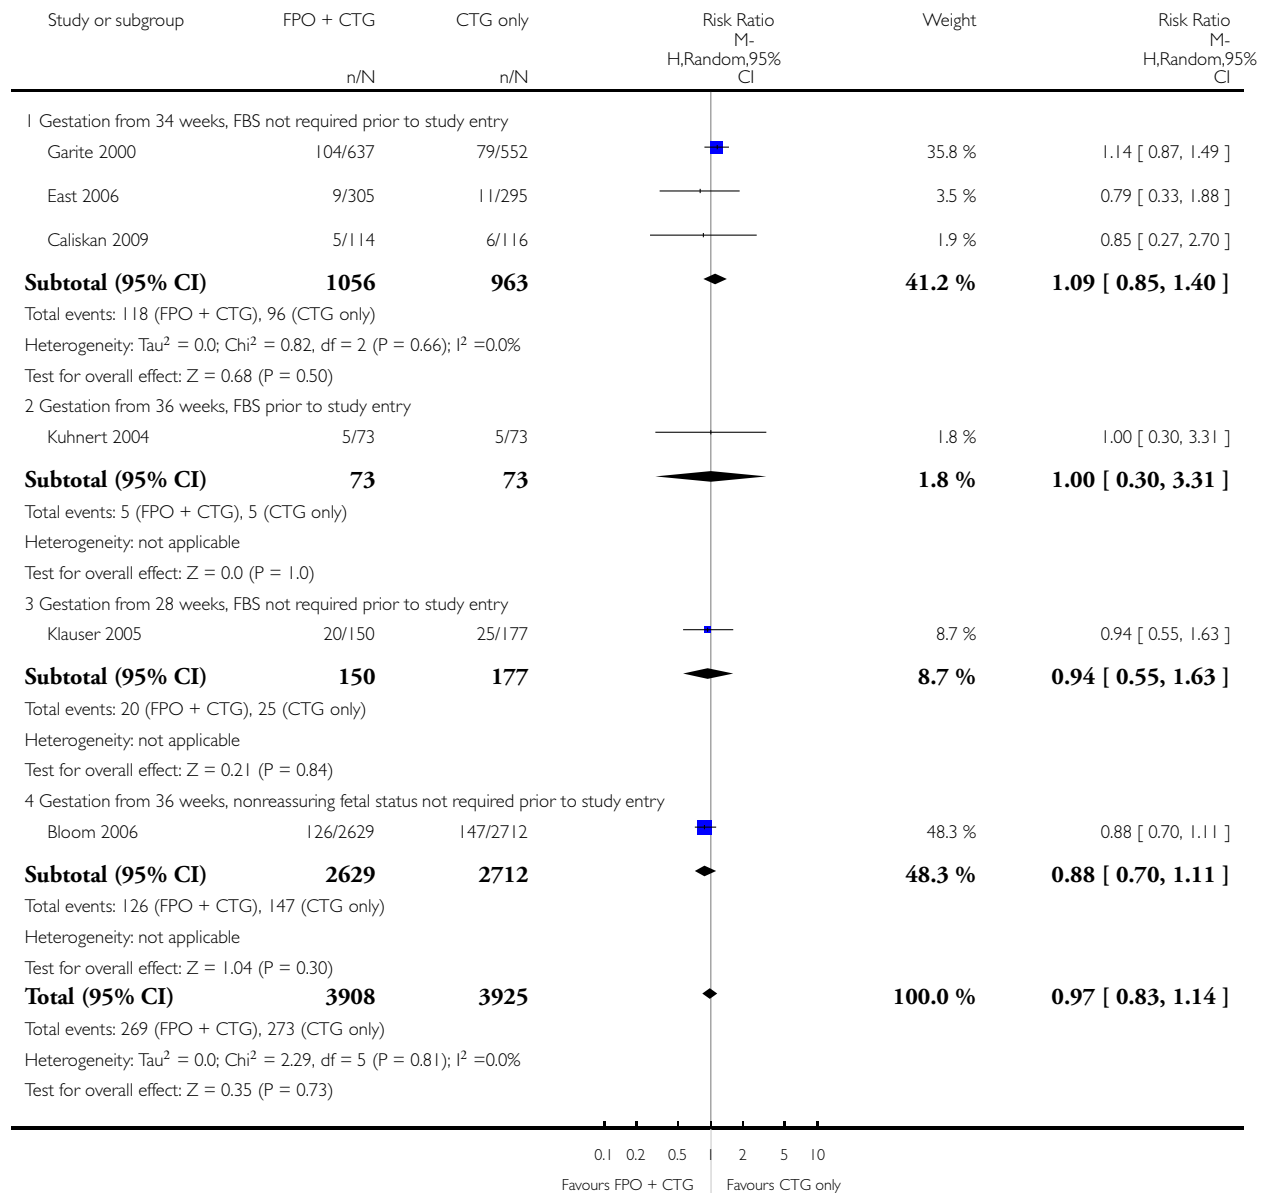 Study or subgroup FPO + CTG CTG only Risk Ratio Weight Risk Ratio
M- M-
H,Random,95% H,Random,95%
n/N n/N CI CI
1 Gestation from 34 weeks, FBS not required prior to study entry
Garite 2000 104/637 79/552 35.8 % 1.14 [ 0.87, 1.49 ]
East 2006 9/305 11/295 3.5 % 0.79 [ 0.33, 1.88 ]
Caliskan 2009 5/114 6/116 1.9 % 0.85 [ 0.27, 2.70 ]
Subtotal (95% CI) 1056 963 41.2 % 1.09 [ 0.85, 1.40 ]
Total events: 118 (FPO + CTG), 96 (CTG only)
Heterogeneity: Tau² = 0.0; Chi² = 0.82, df = 2 (P = 0.66); I² =0.0%
Test for overall effect: Z = 0.68 (P = 0.50)
2 Gestation from 36 weeks, FBS prior to study entry
Kuhnert 2004 5/73 5/73 1.8 % 1.00 [ 0.30, 3.31 ]
Subtotal (95% CI) 73 73 1.8 % 1.00 [ 0.30, 3.31 ]
Total events: 5 (FPO + CTG), 5 (CTG only)
Heterogeneity: not applicable
Test for overall effect: Z = 0.0 (P = 1.0)
3 Gestation from 28 weeks, FBS not required prior to study entry
Klauser 2005 20/150 25/177 8.7 % 0.94 [ 0.55, 1.63 ]
Subtotal (95% CI) 150 177 8.7 % 0.94 [ 0.55, 1.63 ]
Total events: 20 (FPO + CTG), 25 (CTG only)
Heterogeneity: not applicable
Test for overall effect: Z = 0.21 (P = 0.84)
4 Gestation from 36 weeks, nonreassuring fetal status not required prior to study entry
Bloom 2006 126/2629 147/2712 48.3 % 0.88 [ 0.70, 1.11 ]
Subtotal (95% CI) 2629 2712 48.3 % 0.88 [ 0.70, 1.11 ]
Total events: 126 (FPO + CTG), 147 (CTG only)
Heterogeneity: not applicable
Test for overall effect: Z = 1.04 (P = 0.30)
Total (95% CI) 3908 3925 100.0 % 0.97 [ 0.83, 1.14 ]
Total events: 269 (FPO + CTG), 273 (CTG only)
Heterogeneity: Tau² = 0.0; Chi² = 2.29, df = 5 (P = 0.81); I² =0.0%
Test for overall effect: Z = 0.35 (P = 0.73)
0.1 0.2 0.5 1 2 5 10
Favours FPO + CTG Favours CTG only